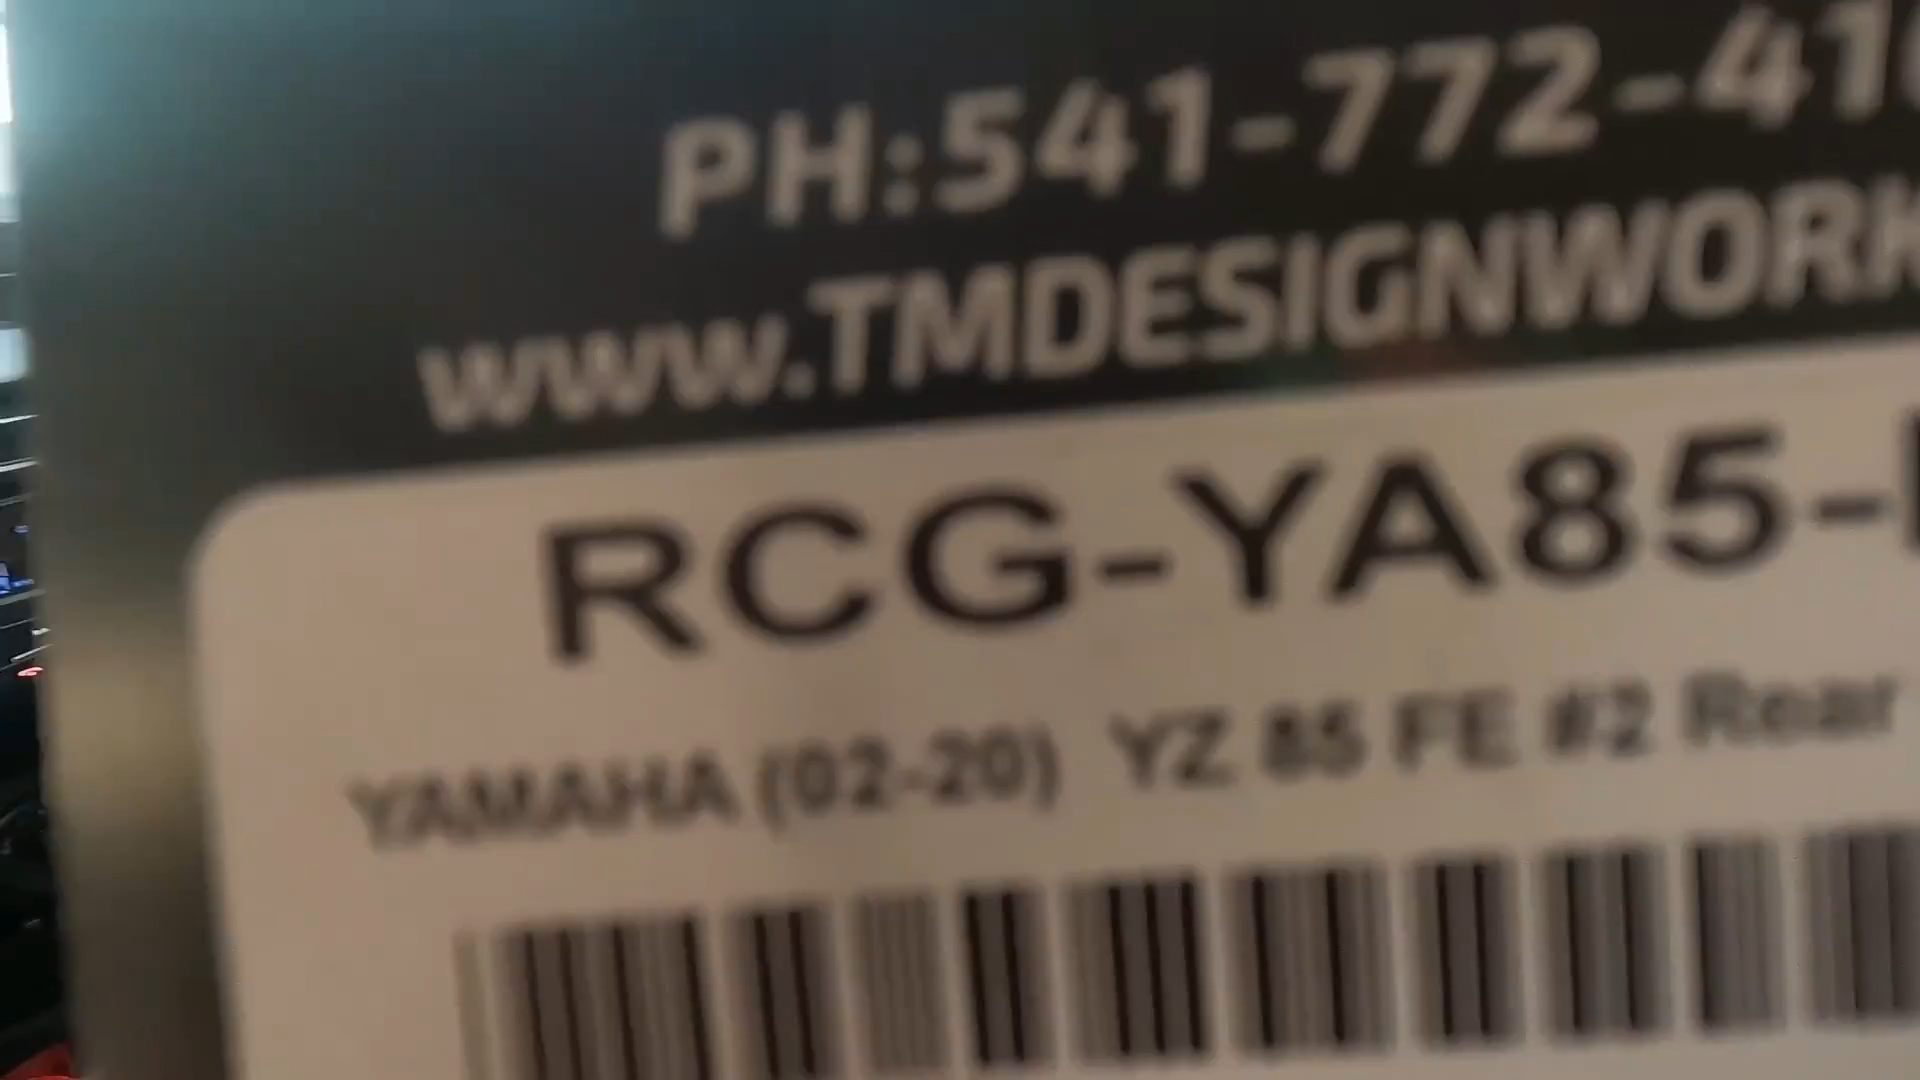 PH:541-772-41
www.TMDESIGNWORK
RCG-YA85-
YAMAHA (02-20) YZ 85 FE #2 Rear